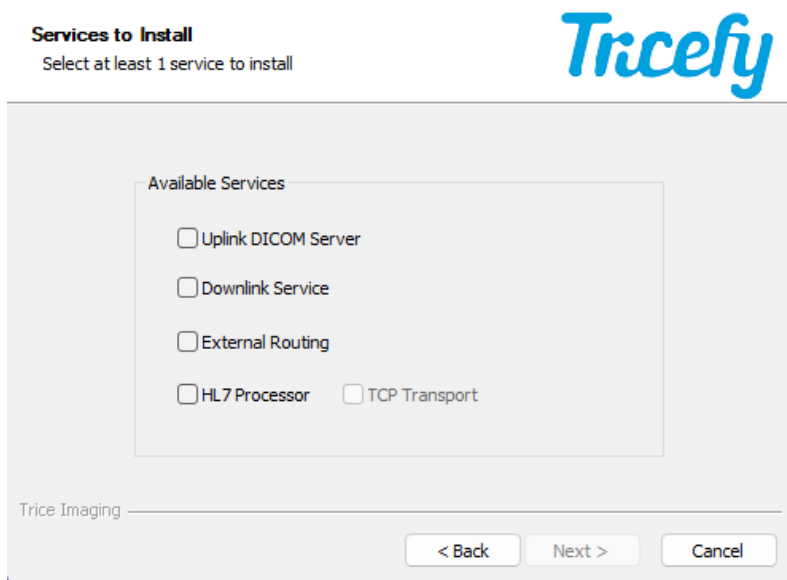 Services to Install
Select at least 1 service to install
Tricefy
Available Services
Uplink DICOM Server
Downlink Service
External Routing
HL7 Processor
TCP Transport
Trice Imaging
< Back
Next >
Cancel